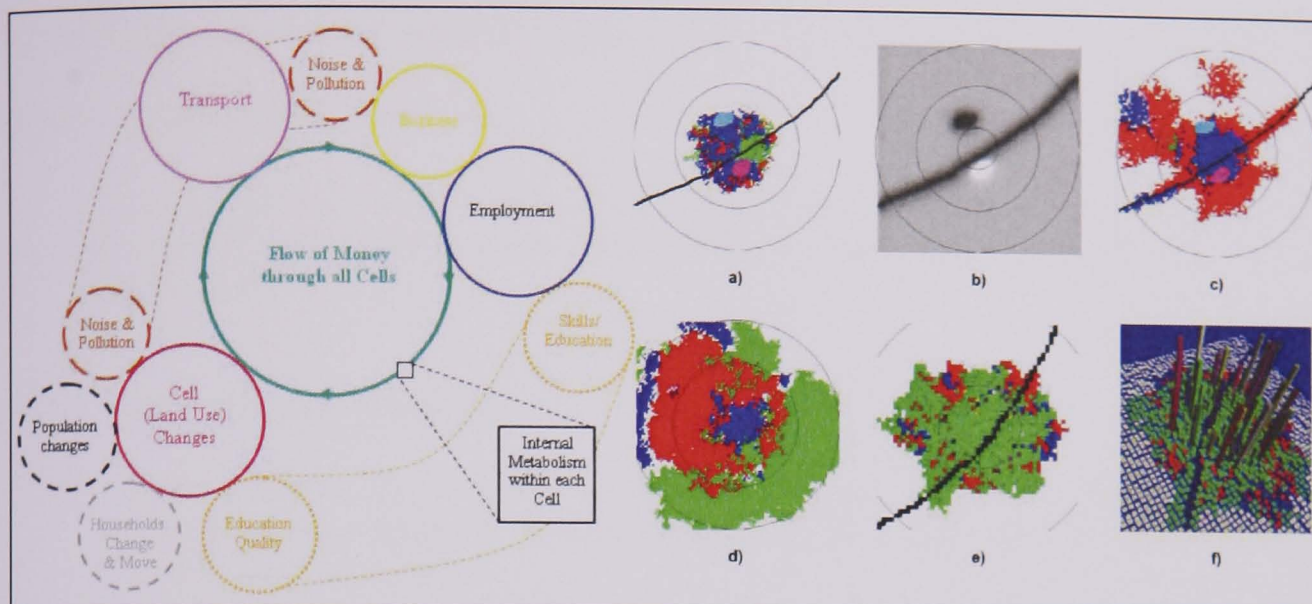 Transport
Noise &
Pollution
Business
Employment
Flow of Money
through all Cells
Skills/
Education
Noise &
Pollution
Cell
(Land Use)
Changes
Population
changes
Households
Change
& Move
Education
Quality
Internal
Metabolism
within each
Cell
a)
b)
c)
d)
e)
f)